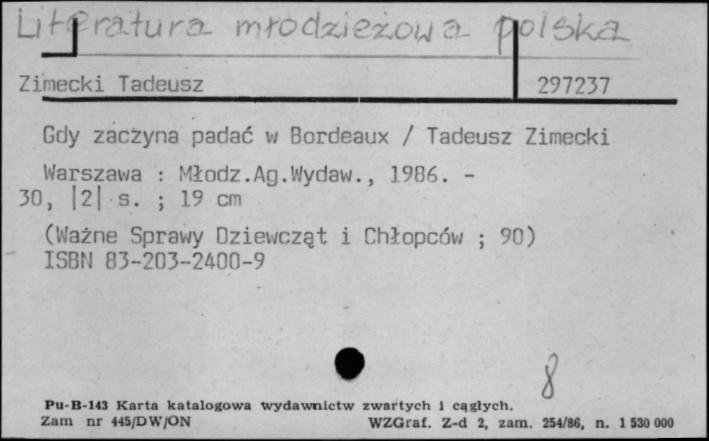 Literatura młodzieżowa polska
Zimecki Tadeusz 297237
Gdy zaczyna padać w Bordeaux / Tadeusz Zimecki
Warszawa : Młodz.Ag.Wydaw., 1986. -
30, |2| s. ; 19 cm
(Ważne Sprawy Dziewcząt i Chłopców ; 90)
ISBN 83-203-2400-9
8
Pu-B-143 Karta katalogowa wydawnictw zwartych i cągłych.
Zam nr 445/DW/ON WZGraf. Z-d 2, zam. 254/86, n. 1 530 000